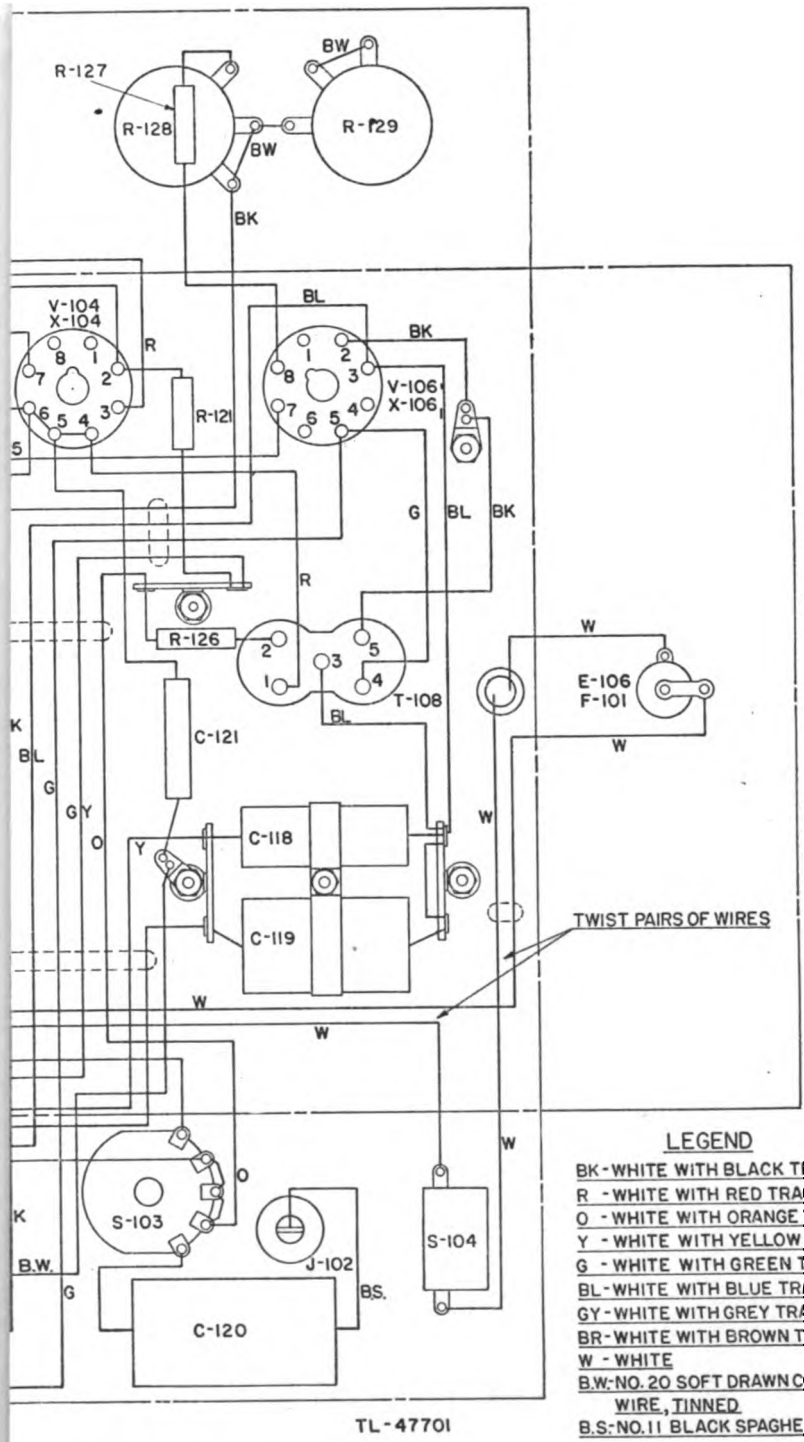 BW
R-127
R-128
R-129
BW
BK
BL
V-104
X-104
BK
8
1
7
2
R
6
5
4
3
R-121
1
2
8
3
V-106
X-106
7
4
6
5
5
G
BL
BK
R
R-126
2
5
3
1
4
T-108
W
E-106
F-101
BL
W
C-121
K
BL
G
GY
O
Y
W
C-118
C-119
TWIST PAIRS OF WIRES
W
W
W
O
K
S-103
J-102
S-104
B.W.
G
B.S.
C-120
TL-47701
LEGEND
BK-WHITE WITH BLACK
R -WHITE WITH RED
O -WHITE WITH ORANGE
Y -WHITE WITH YELLOW
G -WHITE WITH GREEN
BL-WHITE WITH BLUE
GY-WHITE WITH GREY
BR-WHITE WITH BROWN
W -WHITE
B.W.-NO. 20 SOFT DRAWN
WIRE, TINNED
B.S.-NO. 11 BLACK